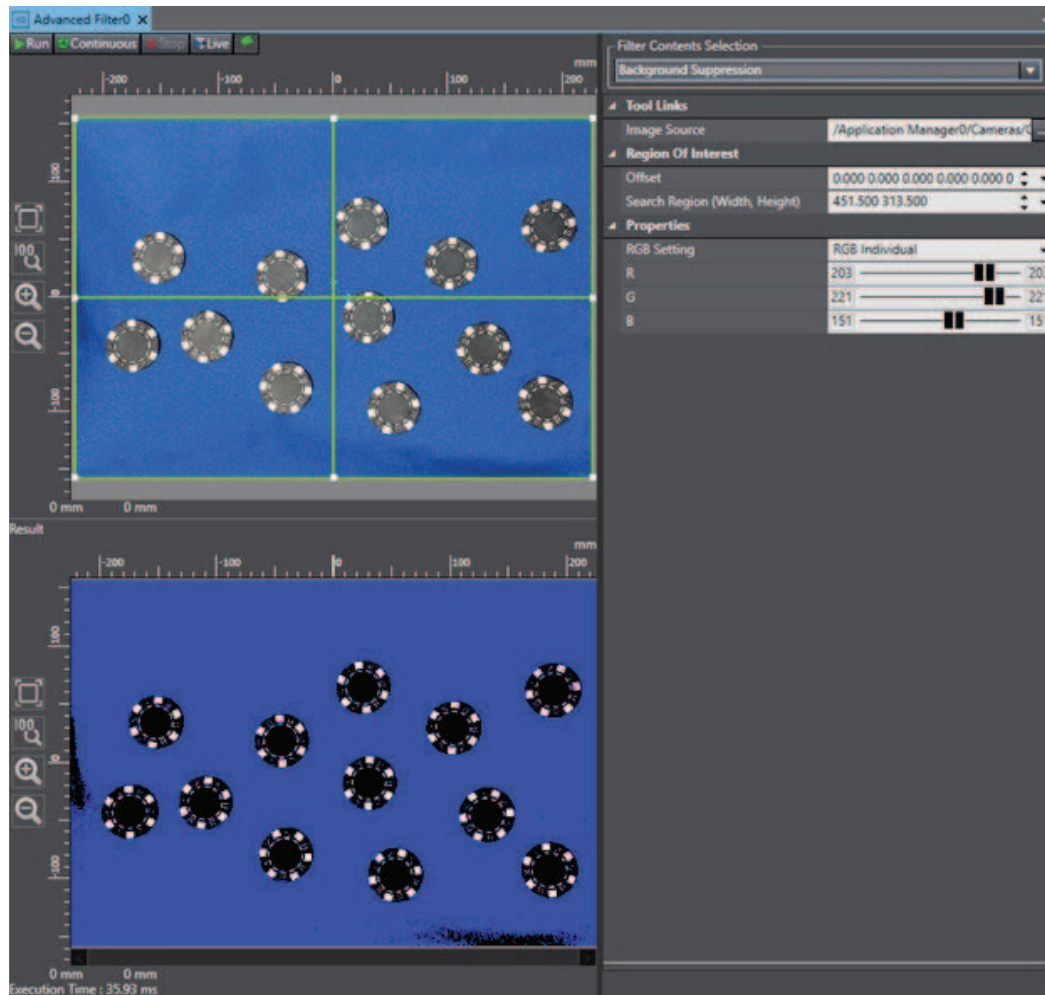 Advanced Filter0 X
Run Continuous Stop Live
mm
-200 -100 0 100 200
100
0
-100
0 mm 0 mm
Result
mm
-200 -100 0 100 200
100
0
-100
0 mm 0 mm
Execution Time : 35.93 ms
Filter Contents Selection
Background Suppression
Tool Links
Image Source /Application Manager0/Cameras/C ...
Region Of Interest
Offset 0.000 0.000 0.000 0.000 0.000 0
Search Region (Width, Height) 451.500 313.500
Properties
RGB Setting RGB Individual
R 203 203
G 221 221
B 151 151